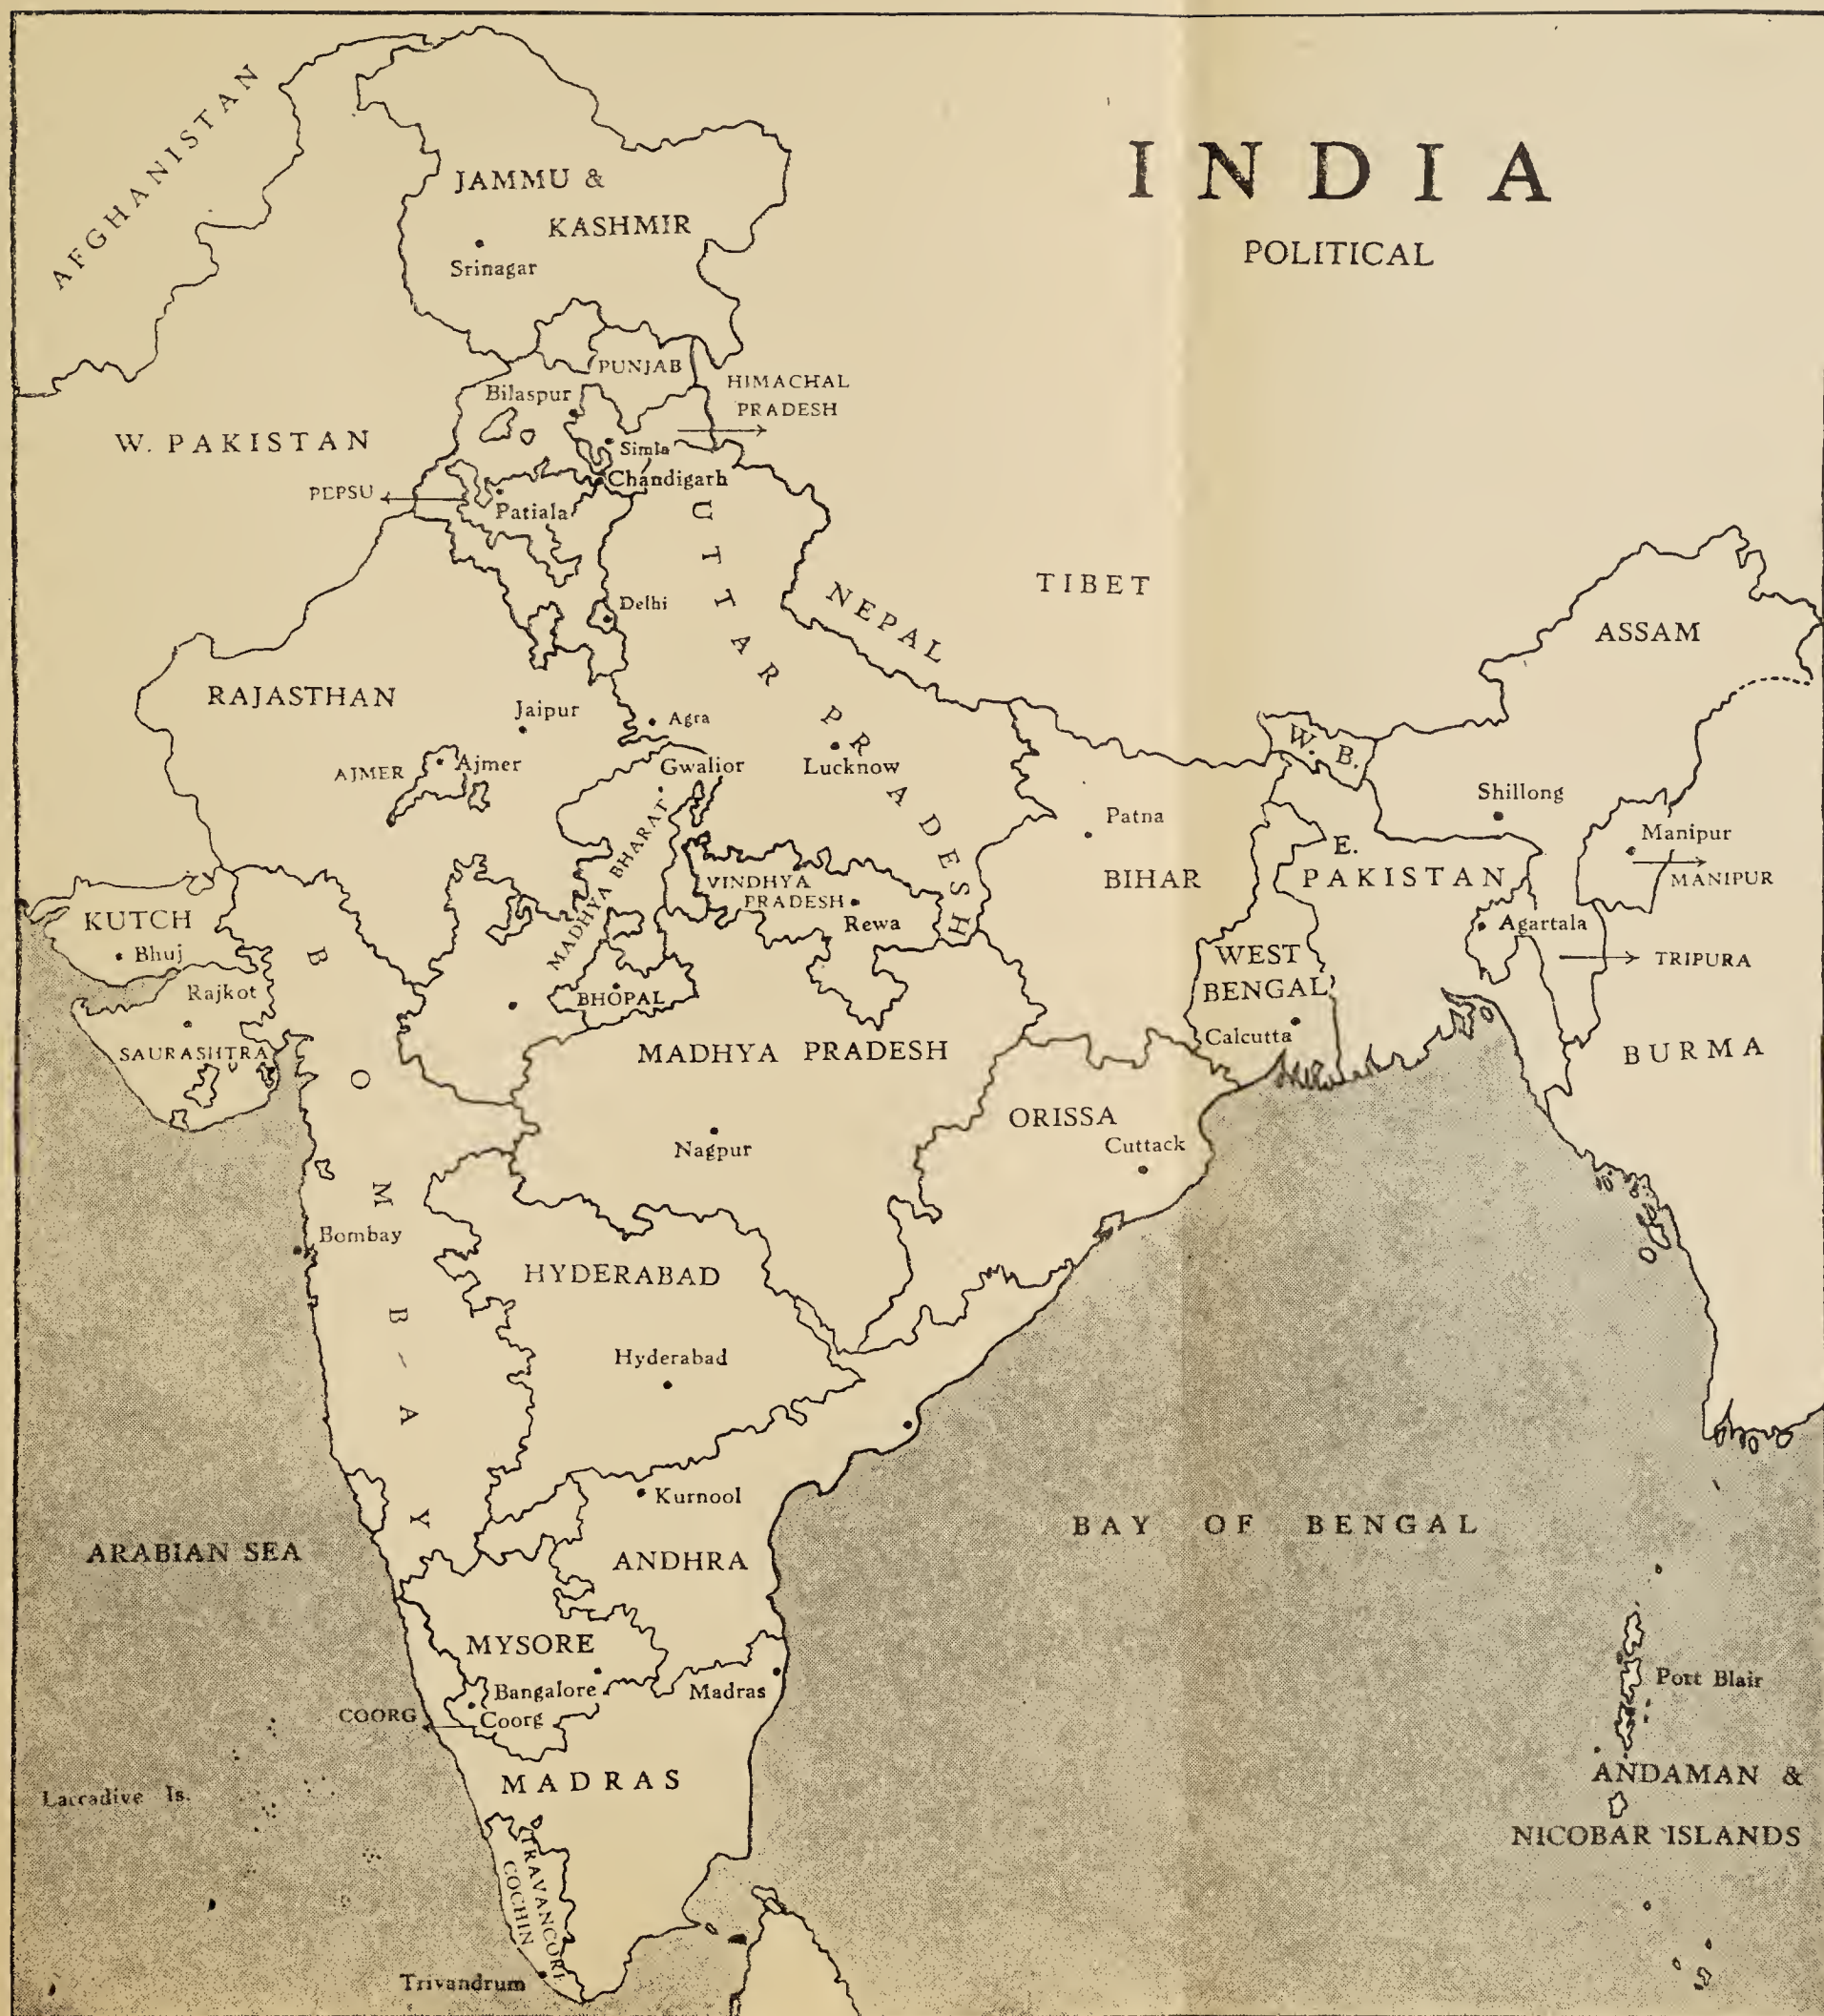 INDIA
POLITICAL
AFGHANISTAN
JAMMU &
KASHMIR
Srinagar
PUNJAB
Bilaspur
HIMACHAL
PRADESH
W. PAKISTAN
Simla
Chandigarh
PEPSU
Patiala
UTTAR PRADESH
NEPAL
TIBET
Delhi
ASSAM
RAJASTHAN
Jaipur
Agra
W. B.
AJMER
Ajmer
Gwalior
Lucknow
Shillong
Patna
Manipur
MANIPUR
E.
PAKISTAN
MADHYA BHARAT
VINDHYA
PRADESH
Rewa
BIHAR
KUTCH
Bhuj
Agartala
TRIPURA
WEST
BENGAL
Calcutta
Rajkot
BHOPAL
SAURASHTRA
MADHYA PRADESH
BURMA
BOMB-AY
ORISSA
Cuttack
Nagpur
Bombay
HYDERABAD
Hyderabad
Kurnool
BAY OF BENGAL
ARABIAN SEA
ANDHRA
MYSORE
Bangalore
Madras
Port Blair
COORG
Coorg
MADRAS
ANDAMAN &
NICOBAR ISLANDS
Laccadive Is.
TRAVANCORE
COCHIN
Trivandrum